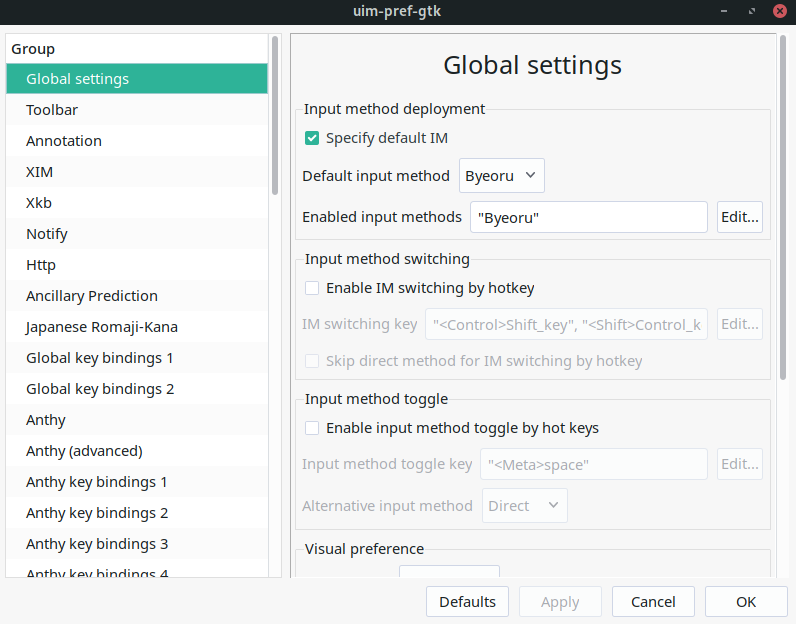 uim-pref-gtk
Group
Global settings
Toolbar
Annotation
XIM
Xkb
Notify
Http
Ancillary Prediction
Japanese Romaji-Kana
Global key bindings 1
Global key bindings 2
Anthy
Anthy (advanced)
Anthy key bindings 1
Anthy key bindings 2
Anthy key bindings 3
Anthy key bindings 4
Global settings
Input method deployment
Specify default IM
Default input method Byeoru
Enabled input methods "Byeoru" Edit...
Input method switching
Enable IM switching by hotkey
IM switching key "<Control>Shift_key", "<Shift>Control_k Edit...
Skip direct method for IM switching by hotkey
Input method toggle
Enable input method toggle by hot keys
Input method toggle key "<Meta>space" Edit...
Alternative input method Direct
Visual preference
Defaults Apply Cancel OK